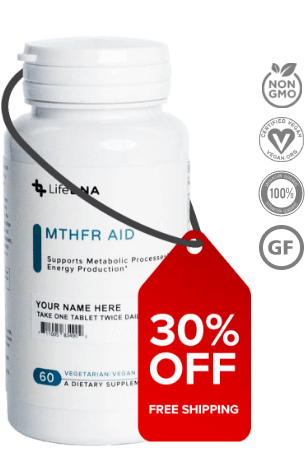 NON
GMO
CERTIFIED VEGAN
VEGAN.ORG
100%
GF
LifeDNA
MTHFR AID
Supports Metabolic Processes
Energy Production*
YOUR NAME HERE
TAKE ONE TABLET TWICE DAIL
60 VEGETARIAN/VEGAN
A DIETARY SUPPLEM
30%
OFF
FREE SHIPPING